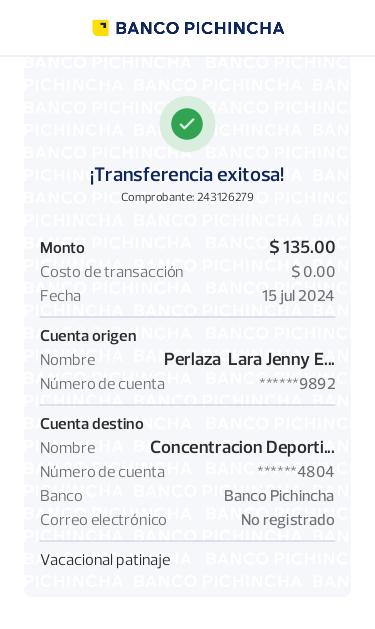 BANCO PICHINCHA
¡Transferencia exitosa!
Comprobante: 243126279
Monto $ 135.00
Costo de transacción $ 0.00
Fecha 15 jul 2024
Cuenta origen
Nombre Perlaza Lara Jenny E...
Número de cuenta ******9892
Cuenta destino
Nombre Concentracion Deporti...
Número de cuenta ******4804
Banco Banco Pichincha
Correo electrónico No registrado
Vacacional patinaje